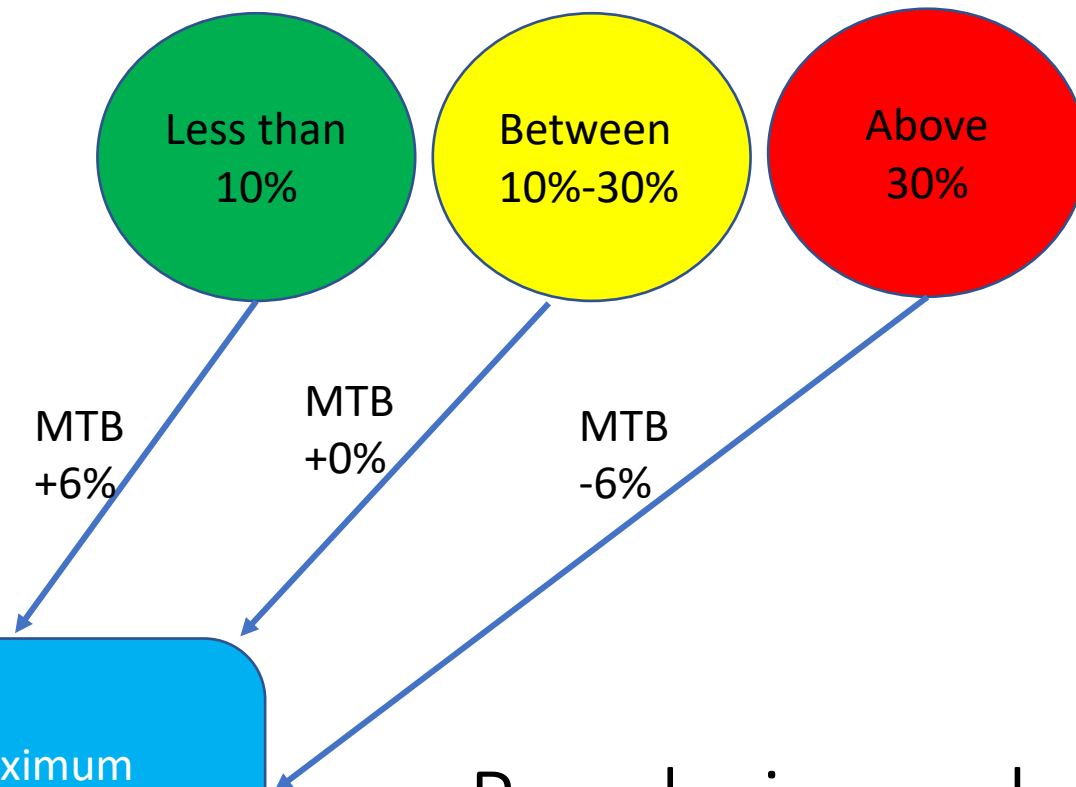 Less than
10%
Between
10%-30%
Above
30%
MTB
+6%
MTB
+0%
MTB
-6%
ximum